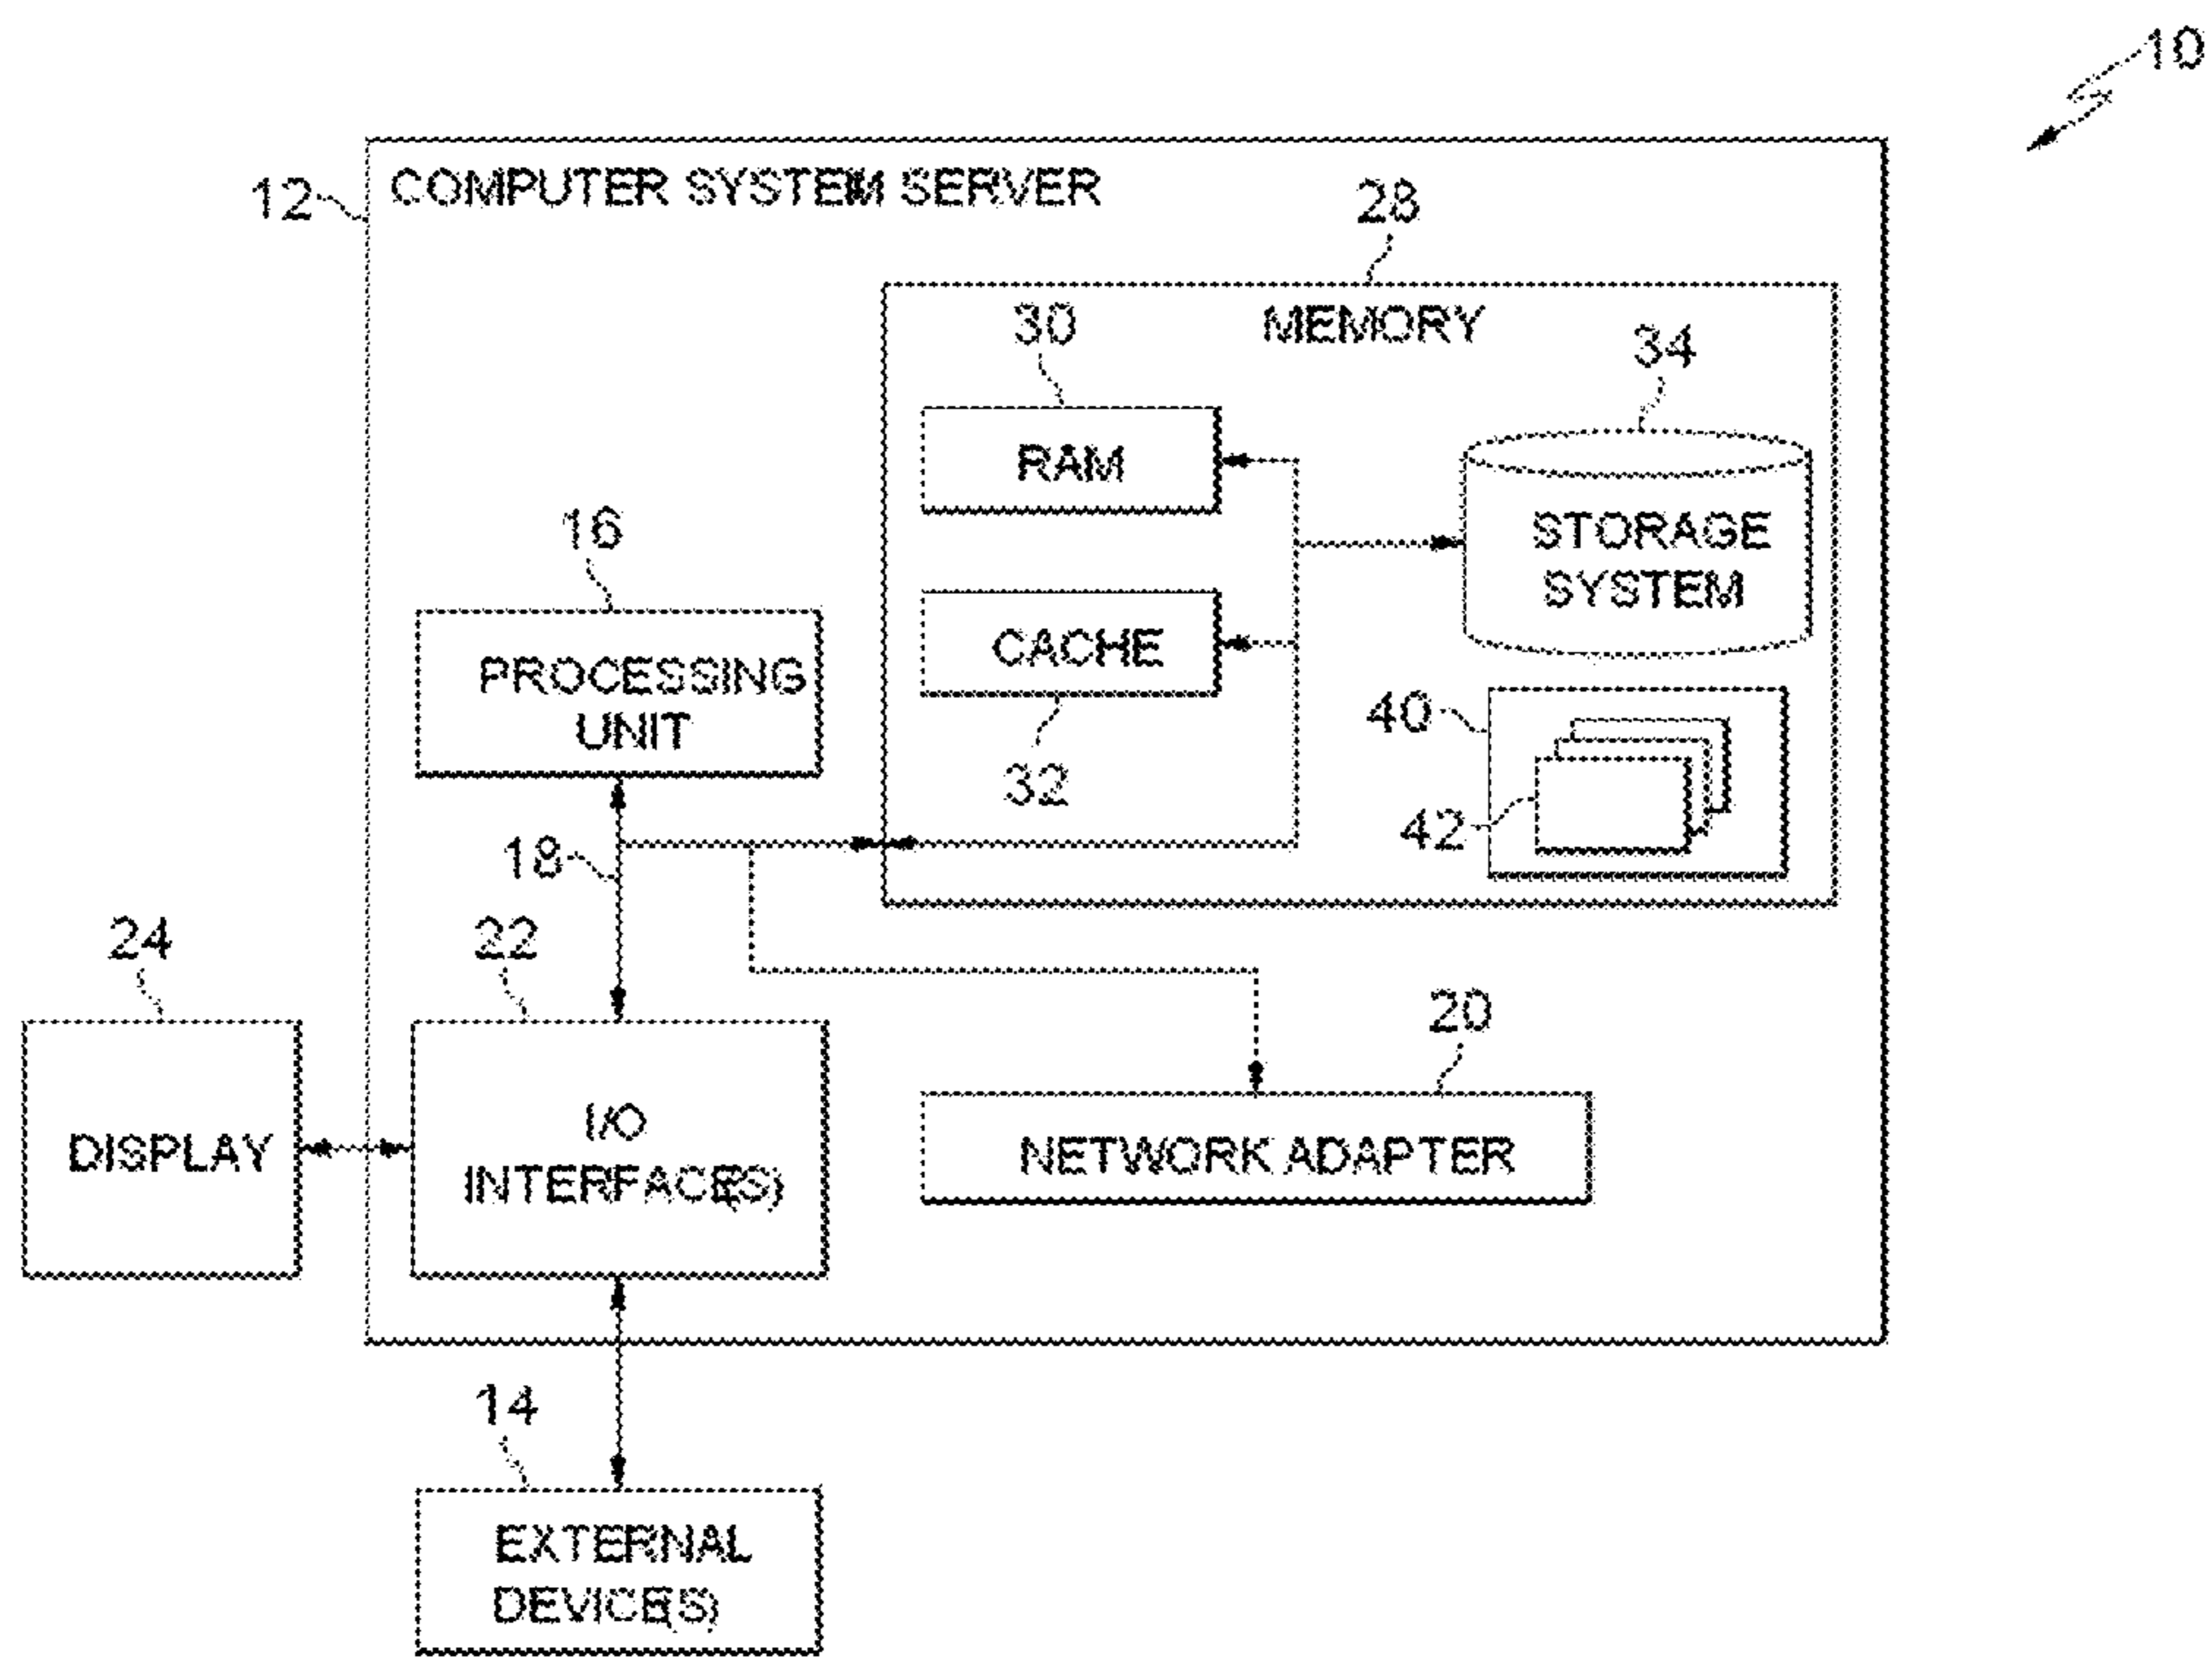 10
12
COMPUTER SYSTEM SERVER
28
MEMORY
30
34
RAM
STORAGE
SYSTEM
16
PROCESSING
UNIT
CACHE
32
40
42
18
24
22
20
DISPLAY
I/O
INTERFACE(S)
NETWORK ADAPTER
14
EXTERNAL
DEVICE(S)